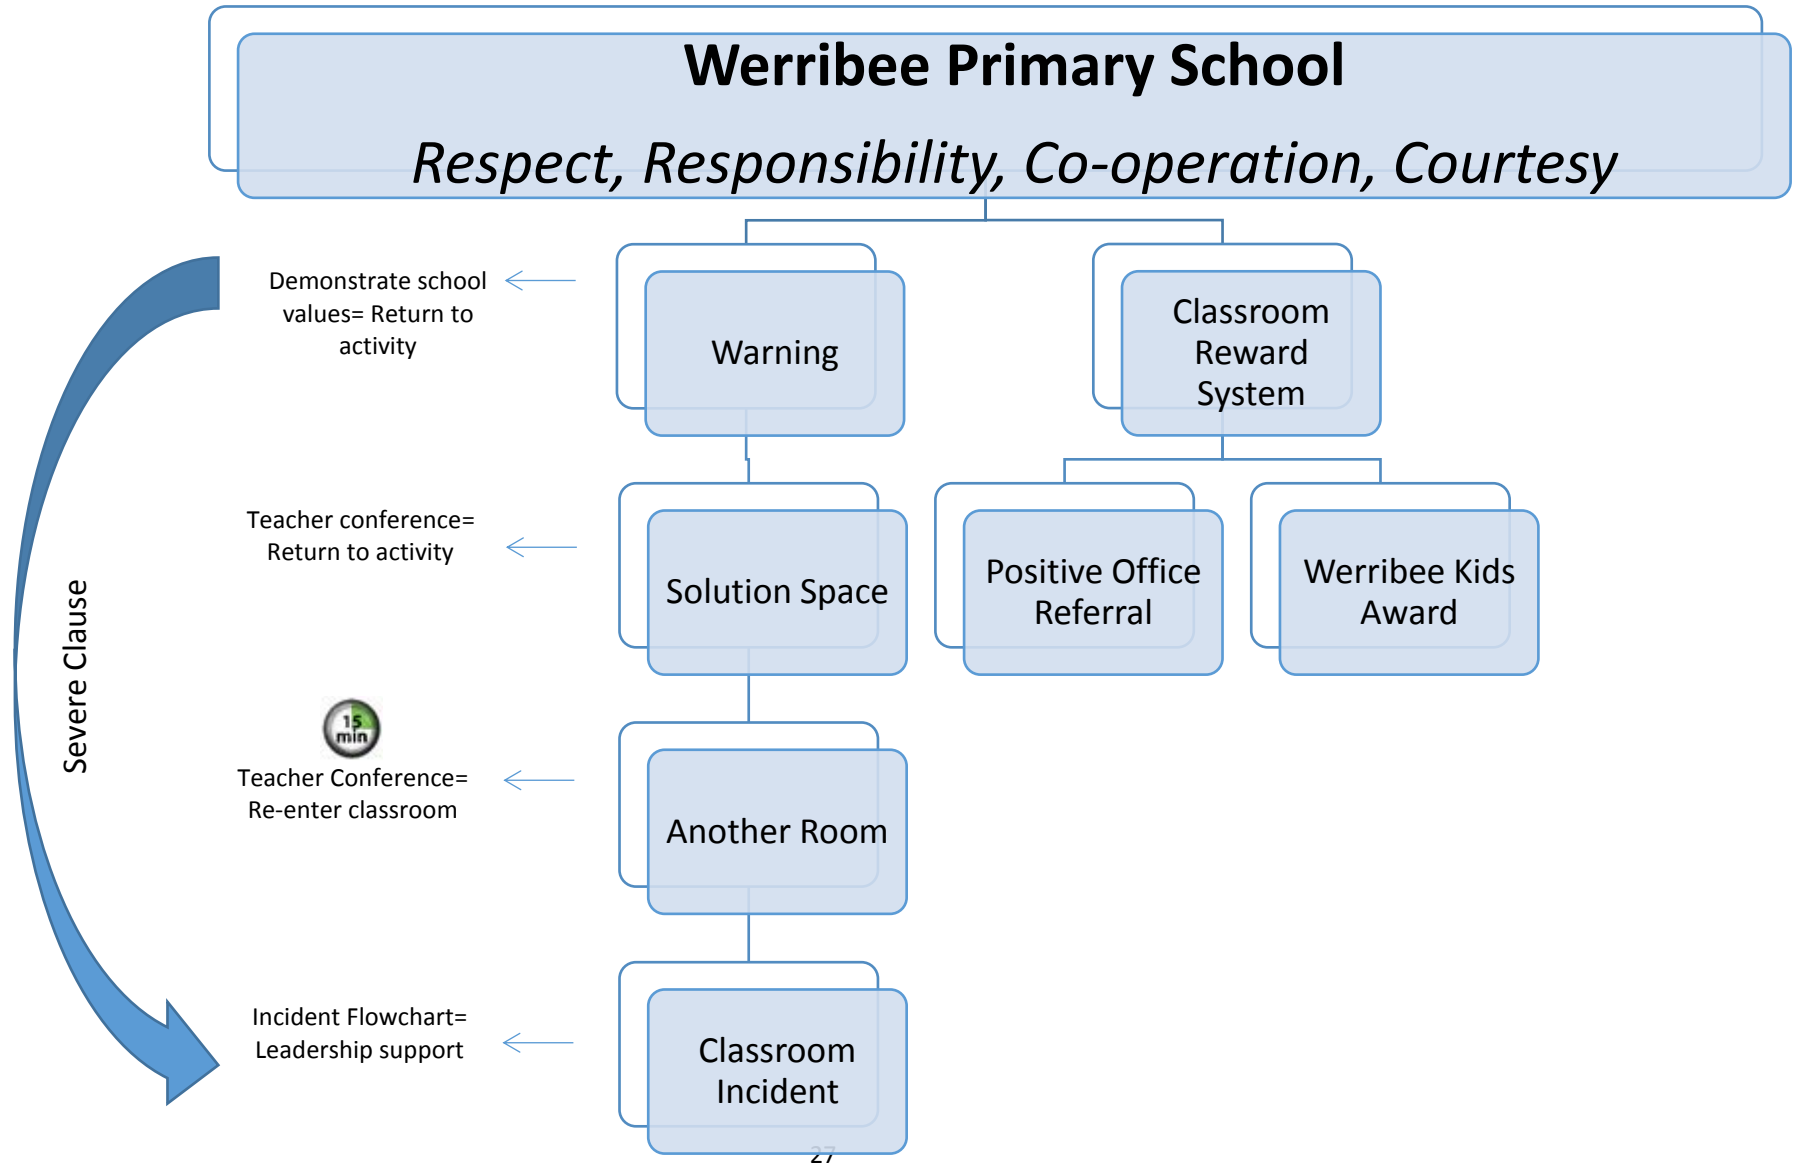 Werribee Primary School
Respect, Responsibility, Co-operation, Courtesy
Demonstrate school
values= Return to
activity
Warning
Classroom
Reward
System
Teacher conference=
Return to activity
Solution Space
Positive Office
Referral
Werribee Kids
Award
Severe Clause
15
min
Teacher Conference=
Re-enter classroom
Another Room
Incident Flowchart=
Leadership support
Classroom
Incident
27